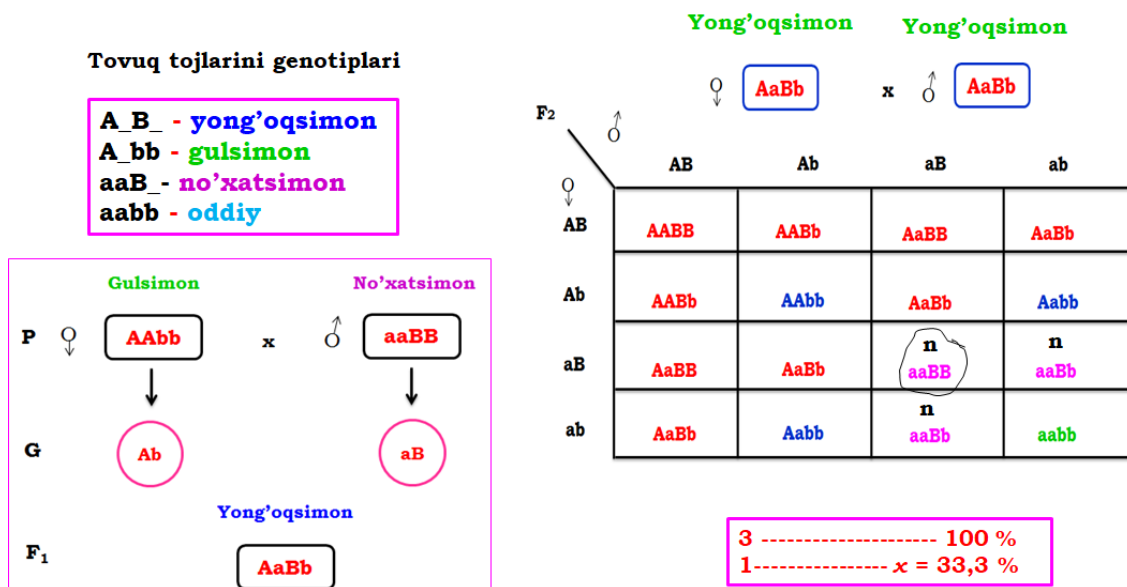 Tovuq tojlarini genotiplari
A_B_ - yong’oqsimon
A_bb - gulsimon
aaB_- no’xatsimon
aabb - oddiy
Gulsimon No’xatsimon
P ♀ AAbb x ♂ aaBB
G Ab aB
Yong’oqsimon
F₁ AaBb
Yong’oqsimon Yong’oqsimon
♀ AaBb x ♂ AaBb
F₂ ♂
♀ AB Ab aB ab
AB AABB AABb AaBB AaBb
Ab AABb AAbb AaBb Aabb
n n
aB AaBB AaBb aaBB aaBb
n
ab AaBb Aabb aaBb aabb
3 --------------------- 100 %
1---------------- x = 33,3 %